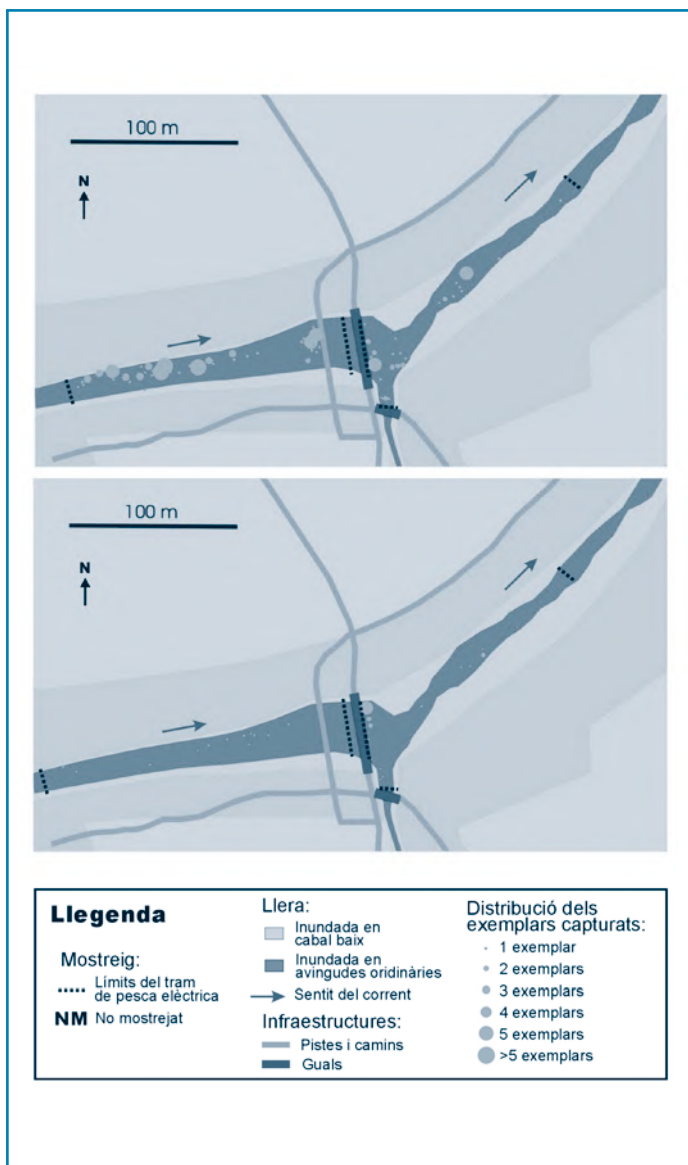 100 m
N
100 m
N
Llegenda
Mostreig:
Límits del tram
de pesca elèctrica
NM No mostrejat
Llera:
Inundada en
cabal baix
Inundada en
avingudes oridinàries
Sentit del corrent
Infraestructures:
Pistes i camins
Guals
Distribució dels
exemplars capturats:
1 exemplar
2 exemplars
3 exemplars
4 exemplars
5 exemplars
>5 exemplars